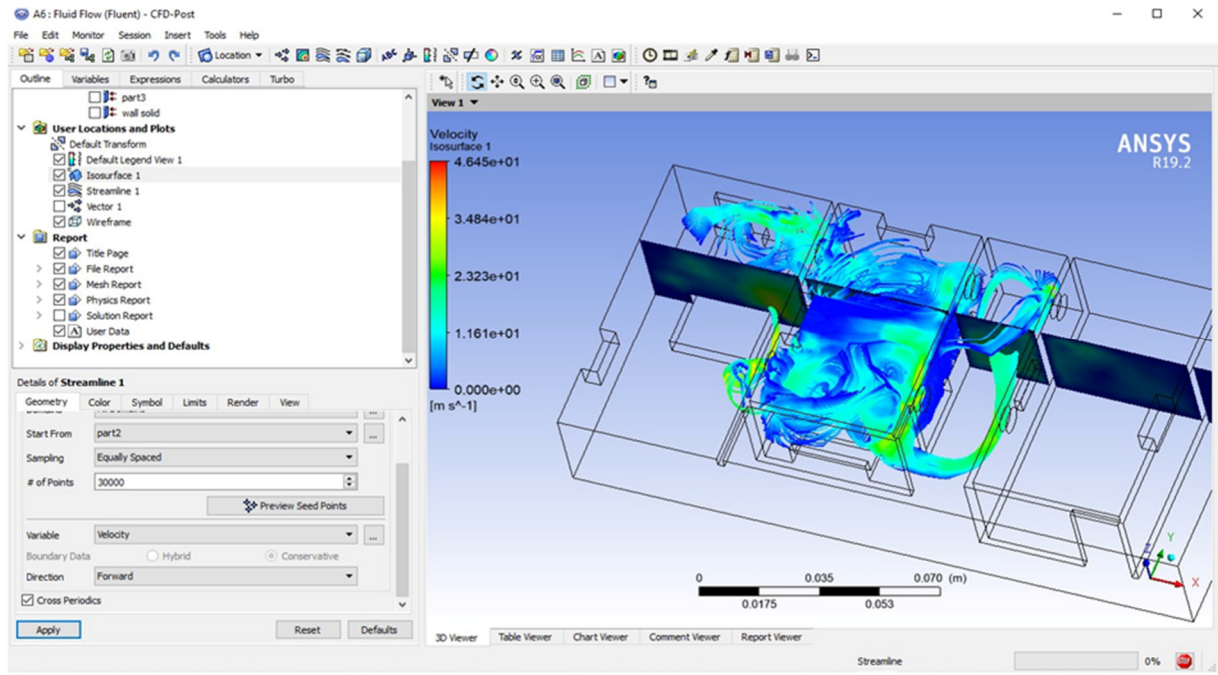 A6 : Fluid Flow (Fluent) - CFD-Post
File Edit Monitor Session Insert Tools Help
Location
Outline Variables Expressions Calculators Turbo
part3
wall solid
User Locations and Plots
Default Transform
Default Legend View 1
Isosurface 1
Streamline 1
Vector 1
Wireframe
Report
Title Page
File Report
Mesh Report
Physics Report
Solution Report
User Data
Display Properties and Defaults
Details of Streamline 1
Geometry Color Symbol Limits Render View
Start From part2 ...
Sampling Equally Spaced
# of Points 30000
Preview Seed Points
Variable Velocity ...
Boundary Data Hybrid Conservative
Direction Forward
Cross Periodics
Apply Reset Defaults
View 1
Velocity
Isosurface 1
4.645e+01
3.484e+01
2.323e+01
1.161e+01
0.000e+00
[m s^-1]
ANSYS
R19.2
Y
Z
X
0 0.035 0.070 (m)
0.0175 0.053
3D Viewer Table Viewer Chart Viewer Comment Viewer Report Viewer
Streamline 0%